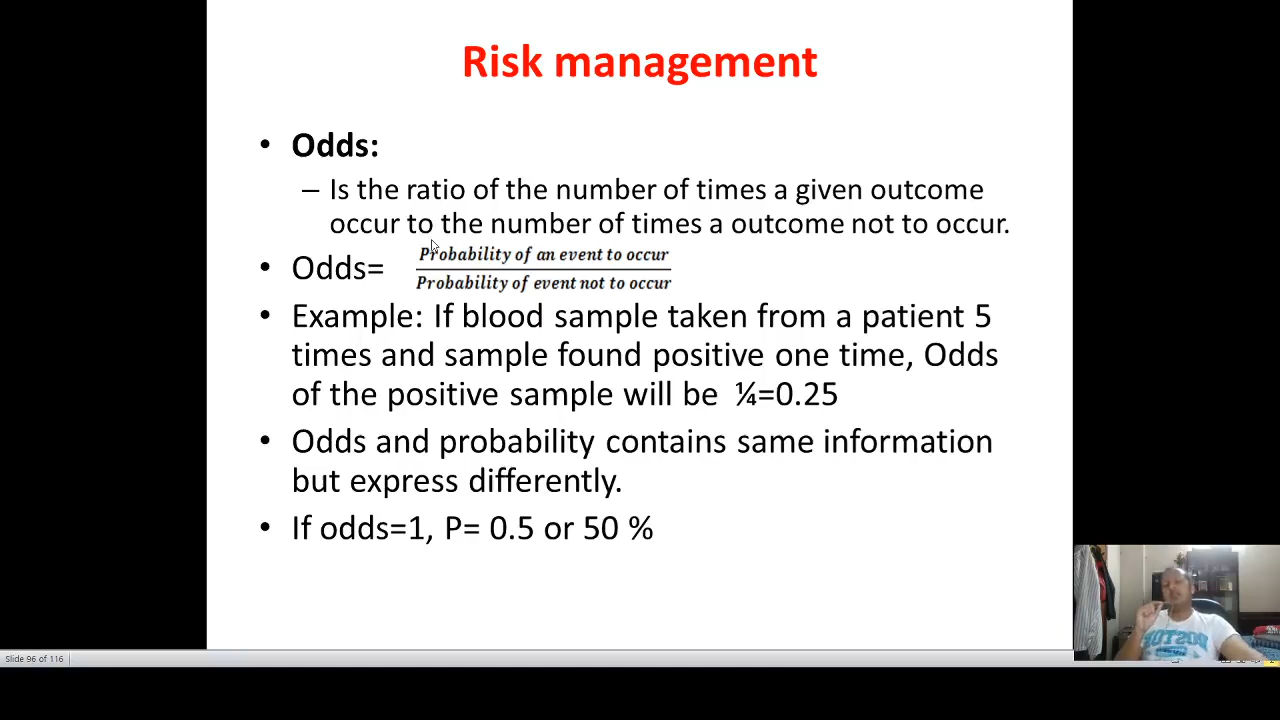 Risk management
• Odds:
– Is the ratio of the number of times a given outcome
occur to the number of times a outcome not to occur.
• Odds= Probability of an event to occur
Probability of event not to occur
• Example: If blood sample taken from a patient 5
times and sample found positive one time, Odds
of the positive sample will be ¼=0.25
• Odds and probability contains same information
but express differently.
• If odds=1, P= 0.5 or 50 %
Slide 96 of 116